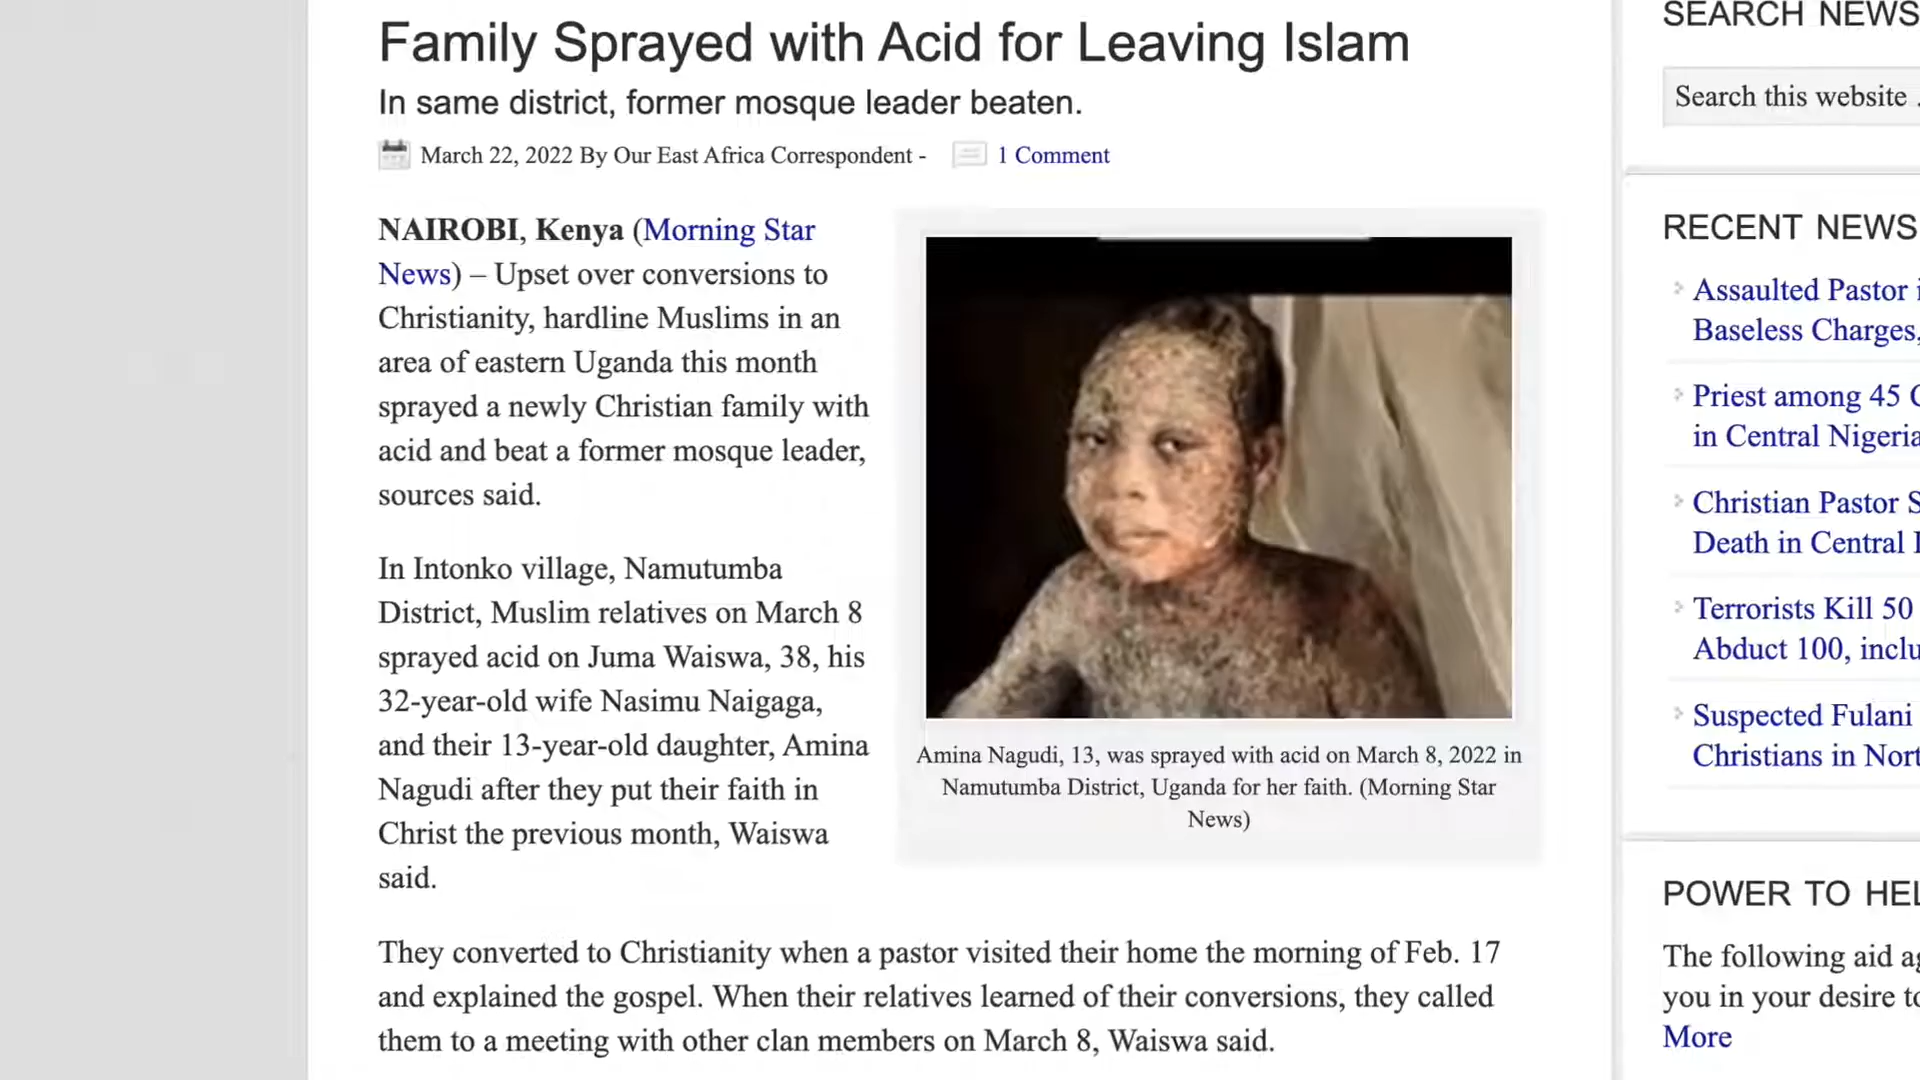 Family Sprayed with Acid for Leaving Islam
In same district, former mosque leader beaten.
March 22, 2022 By Our East Africa Correspondent -
1 Comment
NAIROBI, Kenya (Morning Star
News) – Upset over conversions to
Christianity, hardline Muslims in an
area of eastern Uganda this month
sprayed a newly Christian family with
acid and beat a former mosque leader,
sources said.
In Intonko village, Namutumba
District, Muslim relatives on March 8
sprayed acid on Juma Waiswa, 38, his
32-year-old wife Nasimu Naigaga,
and their 13-year-old daughter, Amina
Nagudi after they put their faith in
Christ the previous month, Waiswa
said.
Amina Nagudi, 13, was sprayed with acid on March 8, 2022 in
Namutumba District, Uganda for her faith. (Morning Star
News)
They converted to Christianity when a pastor visited their home the morning of Feb. 17
and explained the gospel. When their relatives learned of their conversions, they called
them to a meeting with other clan members on March 8, Waiswa said.
SEARCH NEWS
Search this website
RECENT NEWS
Assaulted Pastor
Baseless Charges,
Priest among 45
in Central Nigeria
Christian Pastor
Death in Central
Terrorists Kill 50
Abduct 100,
Suspected Fulani
Christians in
POWER TO
The following aid
you in your desire to
More